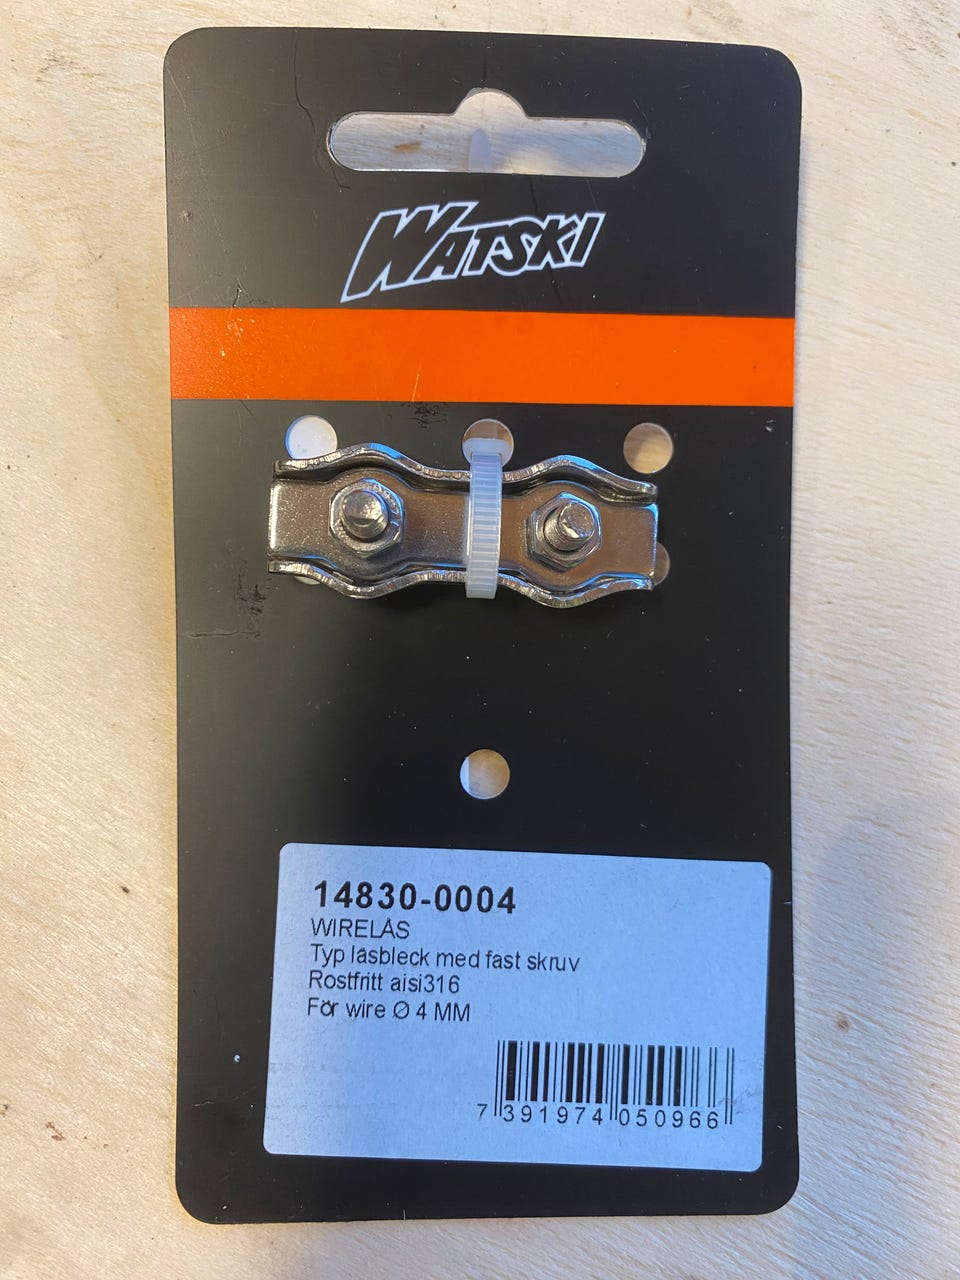 WATSKI
14830-0004
WIRELÅS
Typ låsbleck med fast skruv
Rostfritt aisi316
För wire Ø 4 MM
7 391974 050966